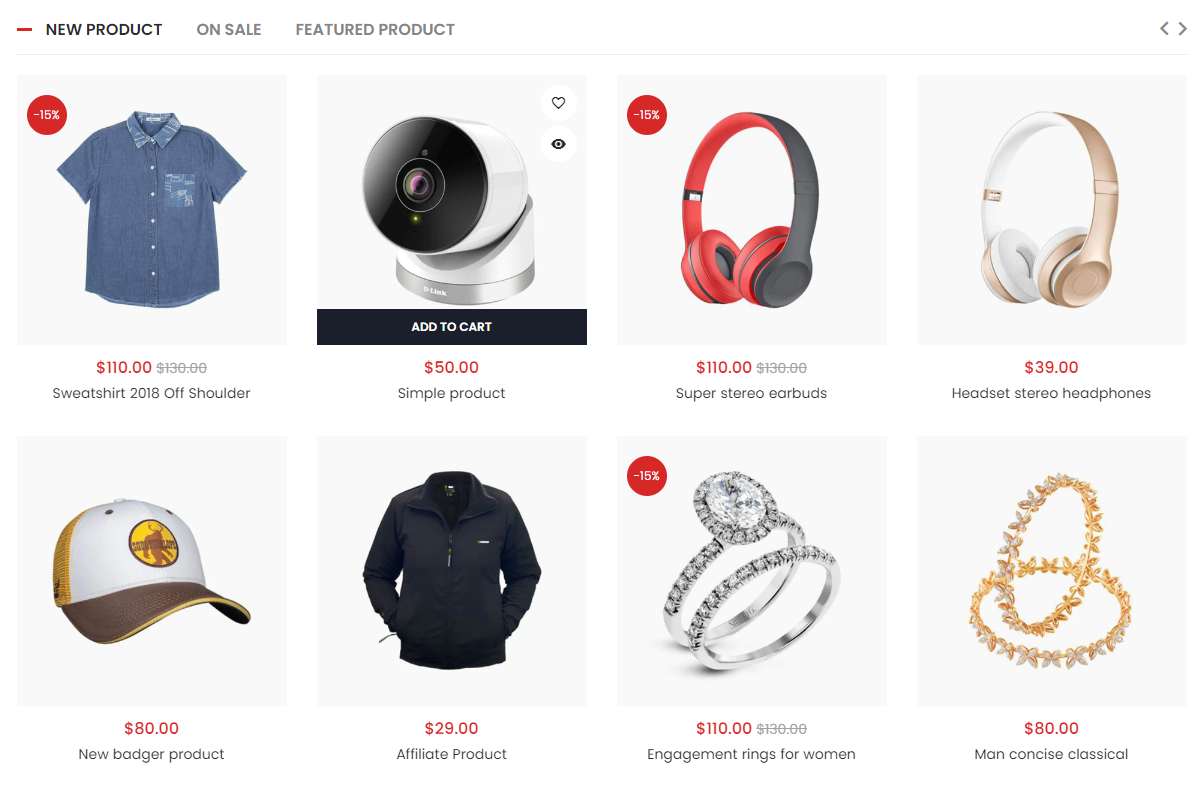 NEW PRODUCT ON SALE FEATURED PRODUCT
-15%
-15%
D-Link
ADD TO CART
$110.00 $130.00
$50.00
$110.00 $130.00
$39.00
Sweatshirt 2018 Off Shoulder
Simple product
Super stereo earbuds
Headset stereo headphones
-15%
$80.00
$29.00
$110.00 $130.00
$80.00
New badger product
Affiliate Product
Engagement rings for women
Man concise classical